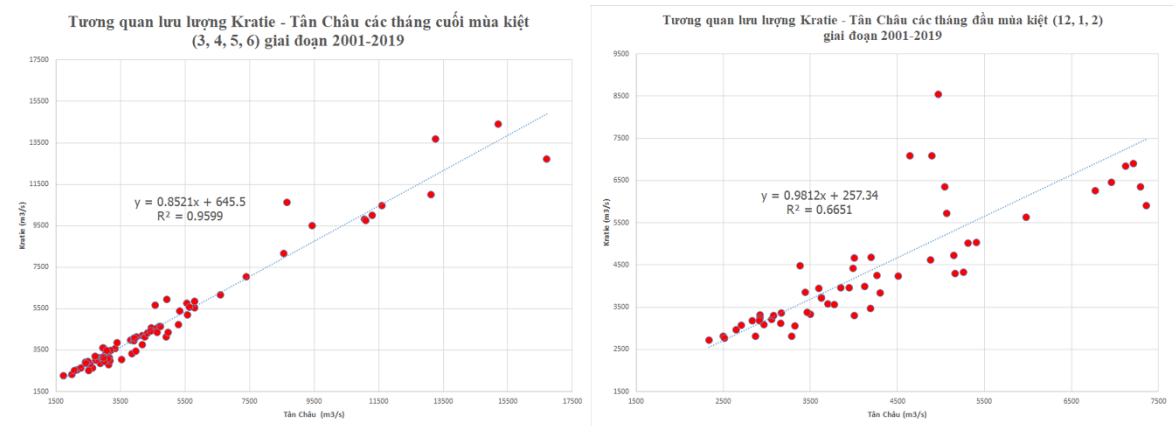 Tương quan lưu lượng Kratie - Tân Châu các tháng cuối mùa kiệt
(3, 4, 5, 6) giai đoạn 2001-2019
17500
15500
13500
11500
9500
7500
5500
3500
1500
Kratie (m3/s)
y = 0.8521x + 645.5
R² = 0.9599
1500 3500 5500 7500 9500 11500 13500 15500 17500
Tân Châu (m3/s)
Tương quan lưu lượng Kratie - Tân Châu các tháng đầu mùa kiệt (12, 1, 2)
giai đoạn 2001-2019
9500
8500
7500
6500
5500
4500
3500
2500
1500
Kratie (m3/s)
y = 0.9812x + 257.34
R² = 0.6651
1500 2500 3500 4500 5500 6500 7500
Tân Châu (m3/s)